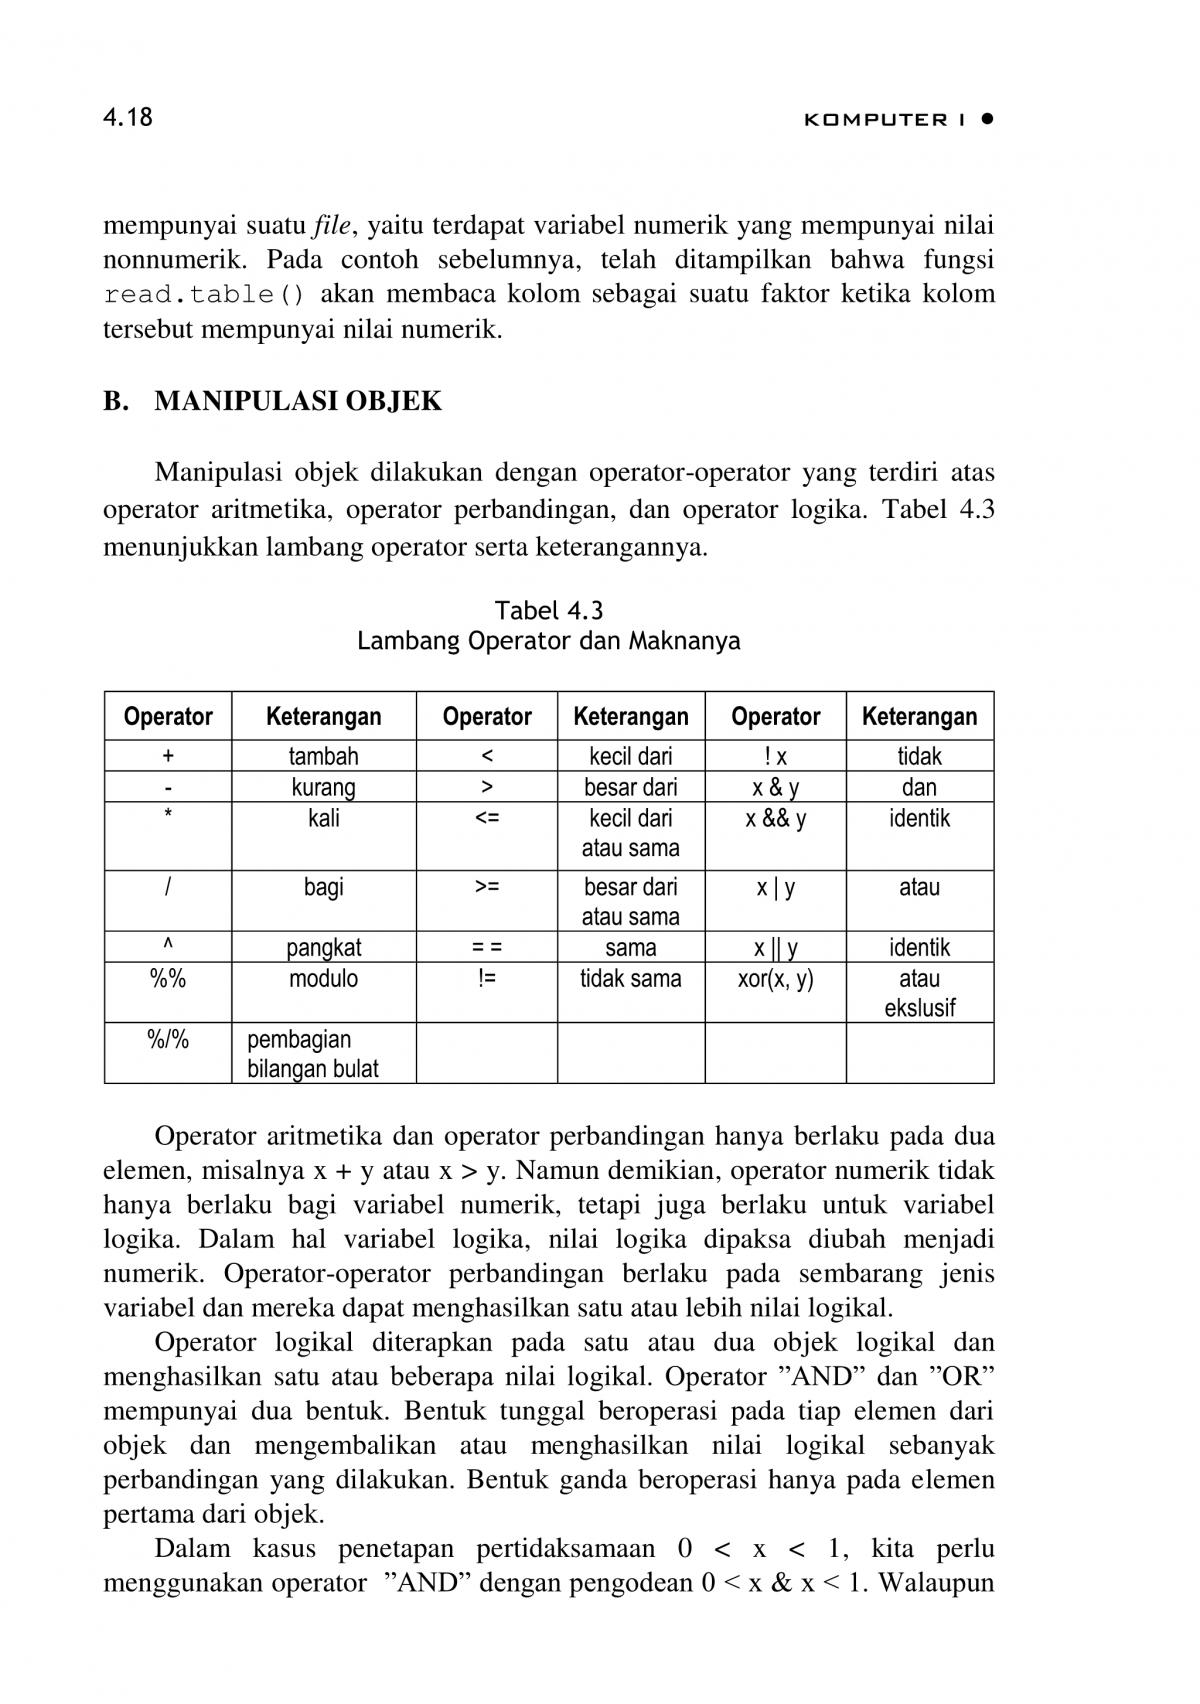 4.18 KOMPUTER I ●
mempunyai suatu file, yaitu terdapat variabel numerik yang mempunyai nilai
nonnumerik. Pada contoh sebelumnya, telah ditampilkan bahwa fungsi
read.table() akan membaca kolom sebagai suatu faktor ketika kolom
tersebut mempunyai nilai numerik.
B. MANIPULASI OBJEK
Manipulasi objek dilakukan dengan operator-operator yang terdiri atas
operator aritmetika, operator perbandingan, dan operator logika. Tabel 4.3
menunjukkan lambang operator serta keterangannya.
Tabel 4.3
Lambang Operator dan Maknanya
Operator Keterangan Operator Keterangan Operator Keterangan
+ tambah < kecil dari ! x tidak
- kurang > besar dari x & y dan
* kali <= kecil dari x && y identik
atau sama
/ bagi >= besar dari x | y atau
atau sama
^ pangkat = = sama x || y identik
%% modulo != tidak sama xor(x, y) atau
ekslusif
%/% pembagian
bilangan bulat
Operator aritmetika dan operator perbandingan hanya berlaku pada dua
elemen, misalnya x + y atau x > y. Namun demikian, operator numerik tidak
hanya berlaku bagi variabel numerik, tetapi juga berlaku untuk variabel
logika. Dalam hal variabel logika, nilai logika dipaksa diubah menjadi
numerik. Operator-operator perbandingan berlaku pada sembarang jenis
variabel dan mereka dapat menghasilkan satu atau lebih nilai logikal.
Operator logikal diterapkan pada satu atau dua objek logikal dan
menghasilkan satu atau beberapa nilai logikal. Operator ”AND” dan ”OR”
mempunyai dua bentuk. Bentuk tunggal beroperasi pada tiap elemen dari
objek dan mengembalikan atau menghasilkan nilai logikal sebanyak
perbandingan yang dilakukan. Bentuk ganda beroperasi hanya pada elemen
pertama dari objek.
Dalam kasus penetapan pertidaksamaan 0 < x < 1, kita perlu
menggunakan operator ”AND” dengan pengodean 0 < x & x < 1. Walaupun